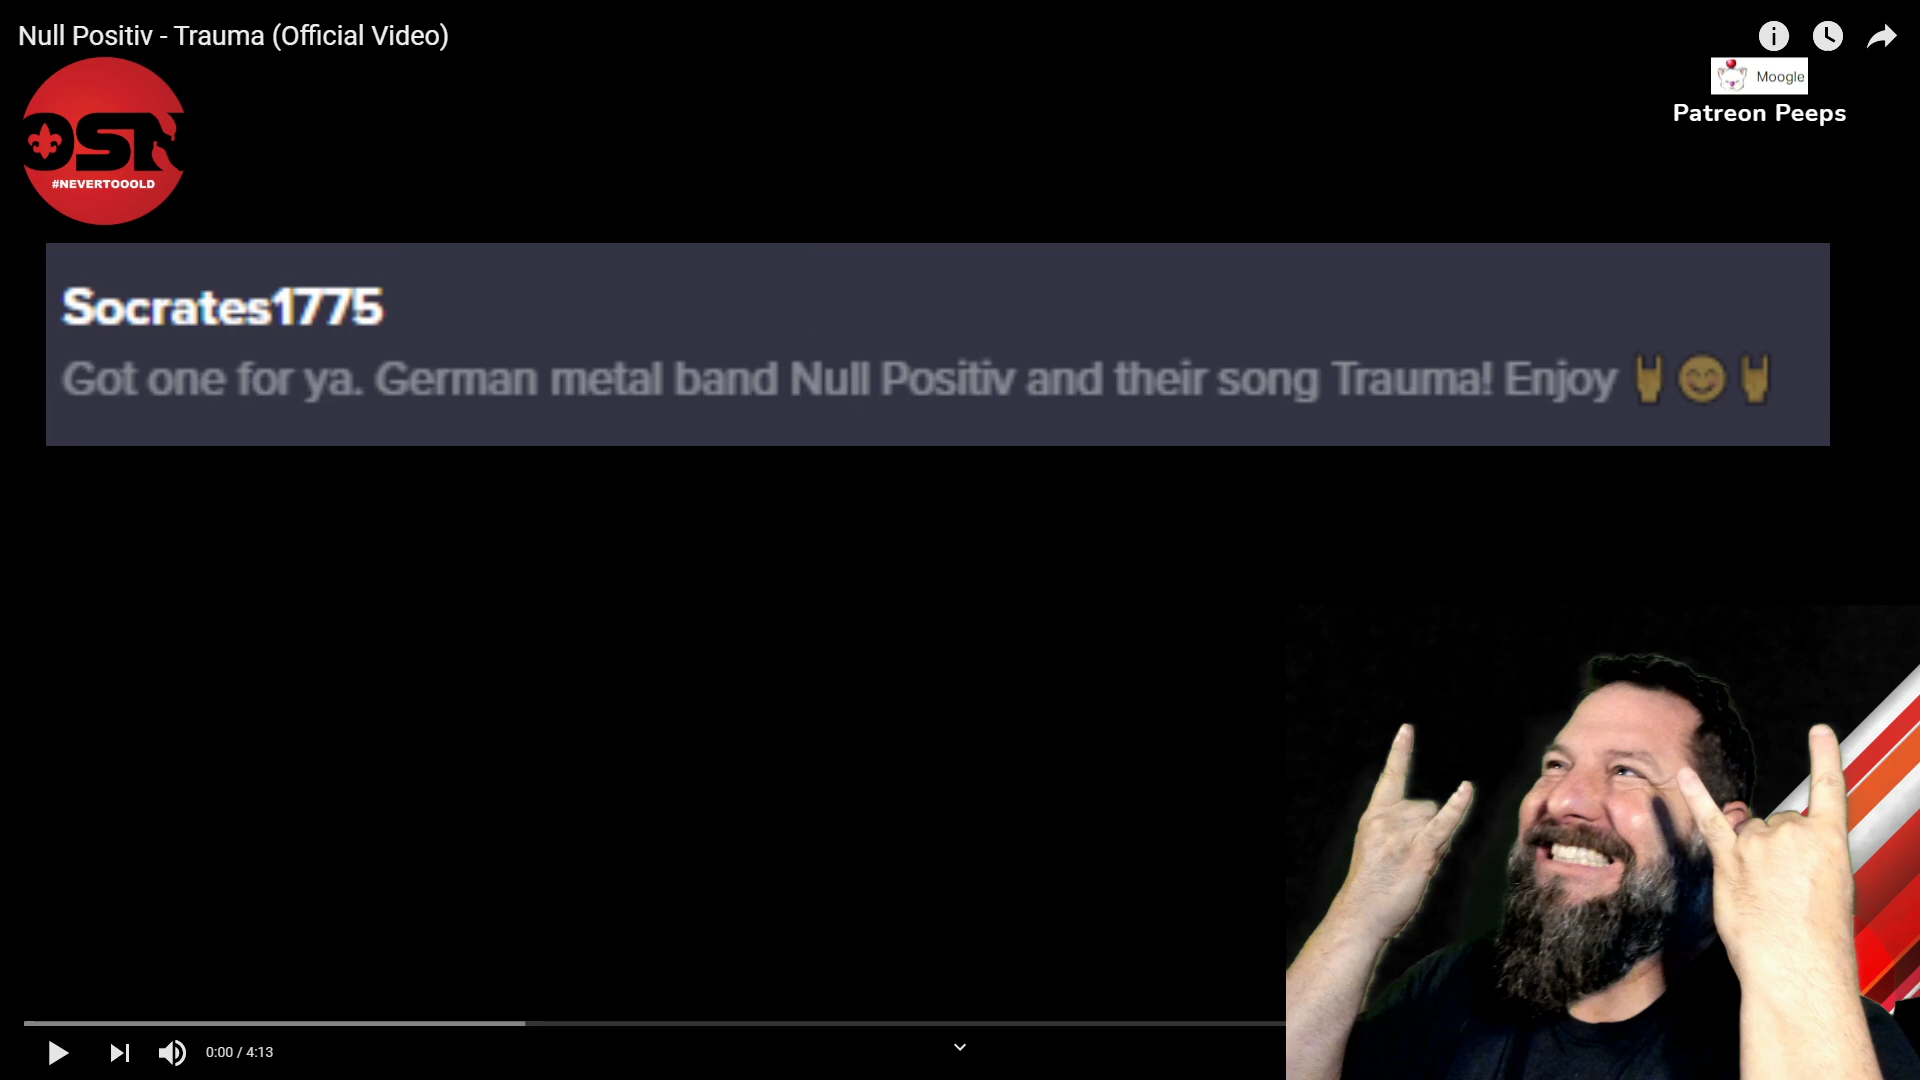 Null Positiv - Trauma (Official Video)
Moogle
Patreon Peeps
OSN
#NEVERTOOOLD
Socrates1775
Got one for ya. German metal band Null Positiv and their song Trauma! Enjoy 🤘😊🤘
0:00 / 4:13